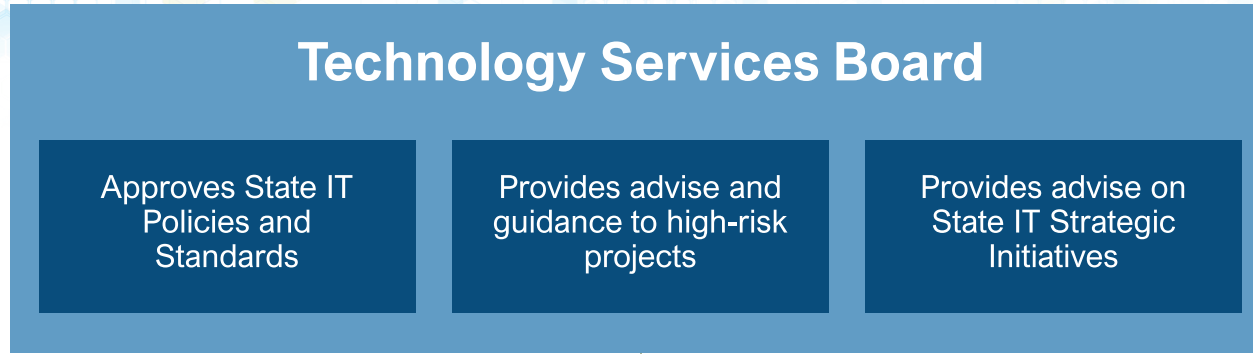 Technology Services Board
Approves State IT
Policies and
Standards
Provides advise and
guidance to high-risk
projects
Provides advise on
State IT Strategic
Initiatives